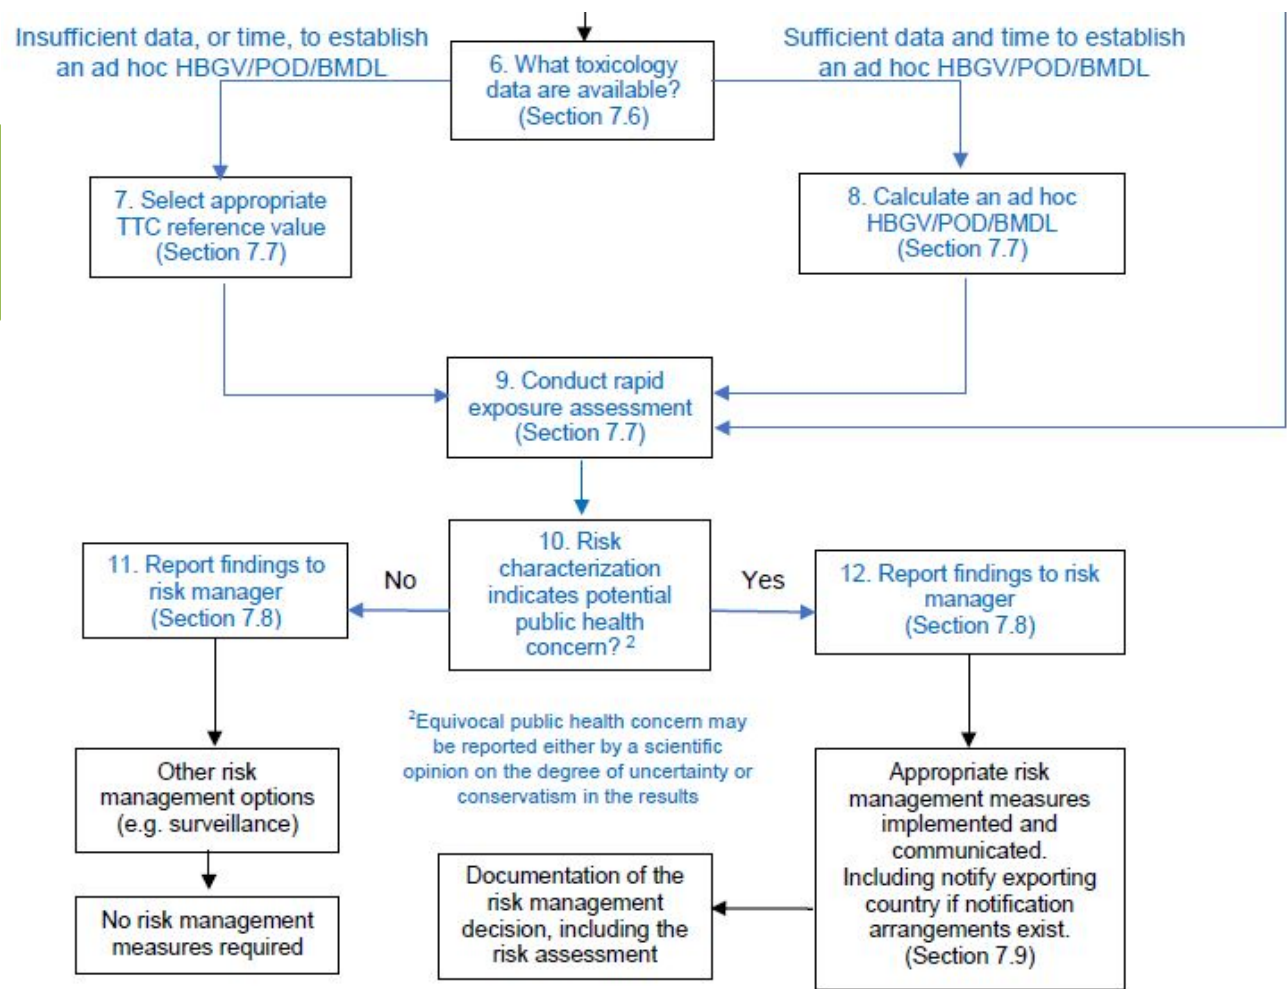 Insufficient data, or time, to establish
an ad hoc HBGV/POD/BMDL
Sufficient data and time to establish
an ad hoc HBGV/POD/BMDL
6. What toxicology
data are available?
(Section 7.6)
7. Select appropriate
TTC reference value
(Section 7.7)
8. Calculate an ad hoc
HBGV/POD/BMDL
(Section 7.7)
9. Conduct rapid
exposure assessment
(Section 7.7)
10. Risk
characterization
indicates potential
public health
concern? ²
No
Yes
11. Report findings to
risk manager
(Section 7.8)
12. Report findings to risk
manager
(Section 7.8)
²Equivocal public health concern may
be reported either by a scientific
opinion on the degree of uncertainty or
conservatism in the results
Other risk
management options
(e.g. surveillance)
No risk management
measures required
Appropriate risk
management measures
implemented and
communicated.
Including notify exporting
country if notification
arrangements exist.
(Section 7.9)
Documentation of the
risk management
decision, including the
risk assessment